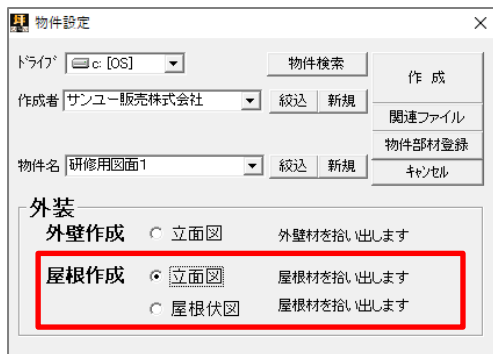 物件設定
ﾄﾞﾗｲﾌﾞ c: [OS] 物件検索 作 成
作成者 サンユー販売株式会社 絞込 新規
関連ファイル
物件部材登録
物件名 研修用図面1 絞込 新規 ｷｬﾝｾﾙ
外装
外壁作成 立面図 外壁材を拾い出します
屋根作成 立面図 屋根材を拾い出します
屋根伏図 屋根材を拾い出します